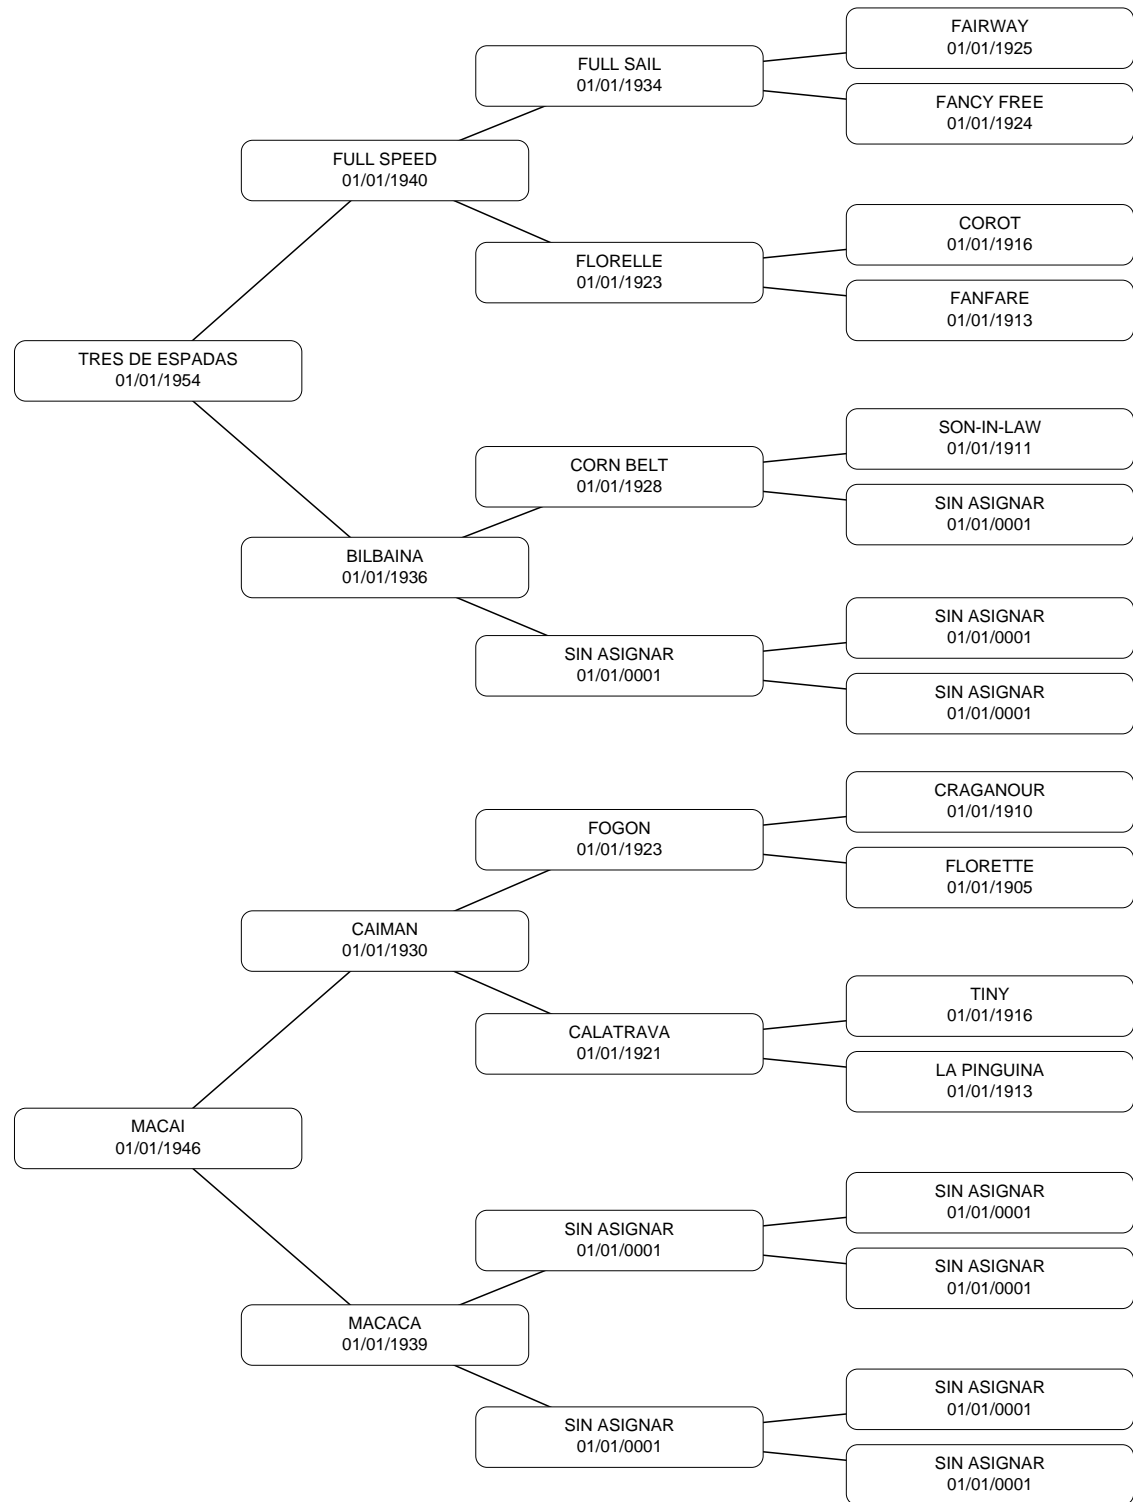 FAIRWAY
01/01/1925
FULL SAIL
01/01/1934
FANCY FREE
01/01/1924
FULL SPEED
01/01/1940
COROT
01/01/1916
FLORELLE
01/01/1923
FANFARE
01/01/1913
TRES DE ESPADAS
01/01/1954
SON-IN-LAW
01/01/1911
CORN BELT
01/01/1928
SIN ASIGNAR
01/01/0001
BILBAINA
01/01/1936
SIN ASIGNAR
01/01/0001
SIN ASIGNAR
01/01/0001
SIN ASIGNAR
01/01/0001
CRAGANOUR
01/01/1910
FOGON
01/01/1923
FLORETTE
01/01/1905
CAIMAN
01/01/1930
TINY
01/01/1916
CALATRAVA
01/01/1921
LA PINGUINA
01/01/1913
MACAI
01/01/1946
SIN ASIGNAR
01/01/0001
SIN ASIGNAR
01/01/0001
SIN ASIGNAR
01/01/0001
MACACA
01/01/1939
SIN ASIGNAR
01/01/0001
SIN ASIGNAR
01/01/0001
SIN ASIGNAR
01/01/0001